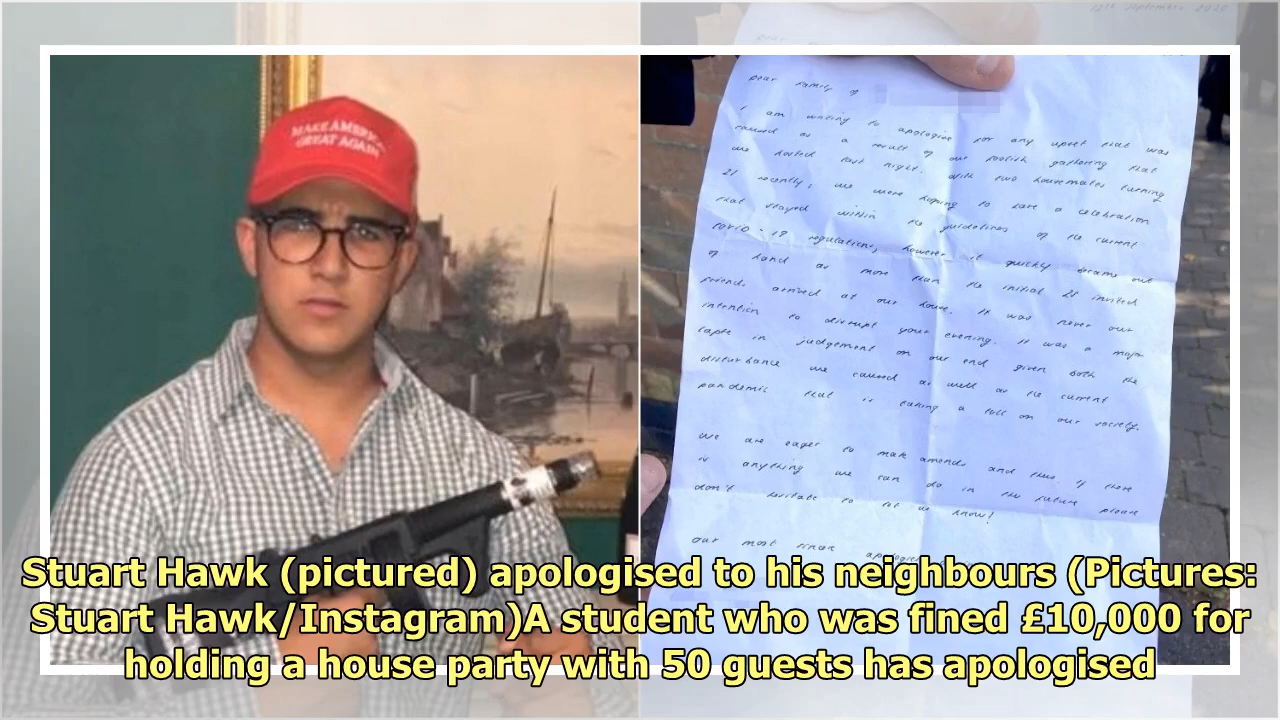 MAKE AMERICA
GREAT AGAIN
12th September 2020
Dear family of
I am writing to apologise for any upset that was
caused as a result of our foolish gathering that
we hosted last night. With two housemates turning
21 recently, we were hoping to have a celebration
that stayed within the guidelines of the current
COVID-19 regulations, however it quickly became out
of hand as more than the initial 21 invited
friends arrived at our house. It was never our
intention to disrupt your evening. It was a major
lapse in judgement on our end given both the
disturbance we caused as well as the current
pandemic that is taking a toll on our society.
We are eager to make amends and thus if there
is anything we can do in the future please
don't hesitate to let us know!
Our most sincere apologies
Stuart Hawk (pictured) apologised to his neighbours (Pictures:
Stuart Hawk/Instagram)A student who was fined £10,000 for
holding a house party with 50 guests has apologised